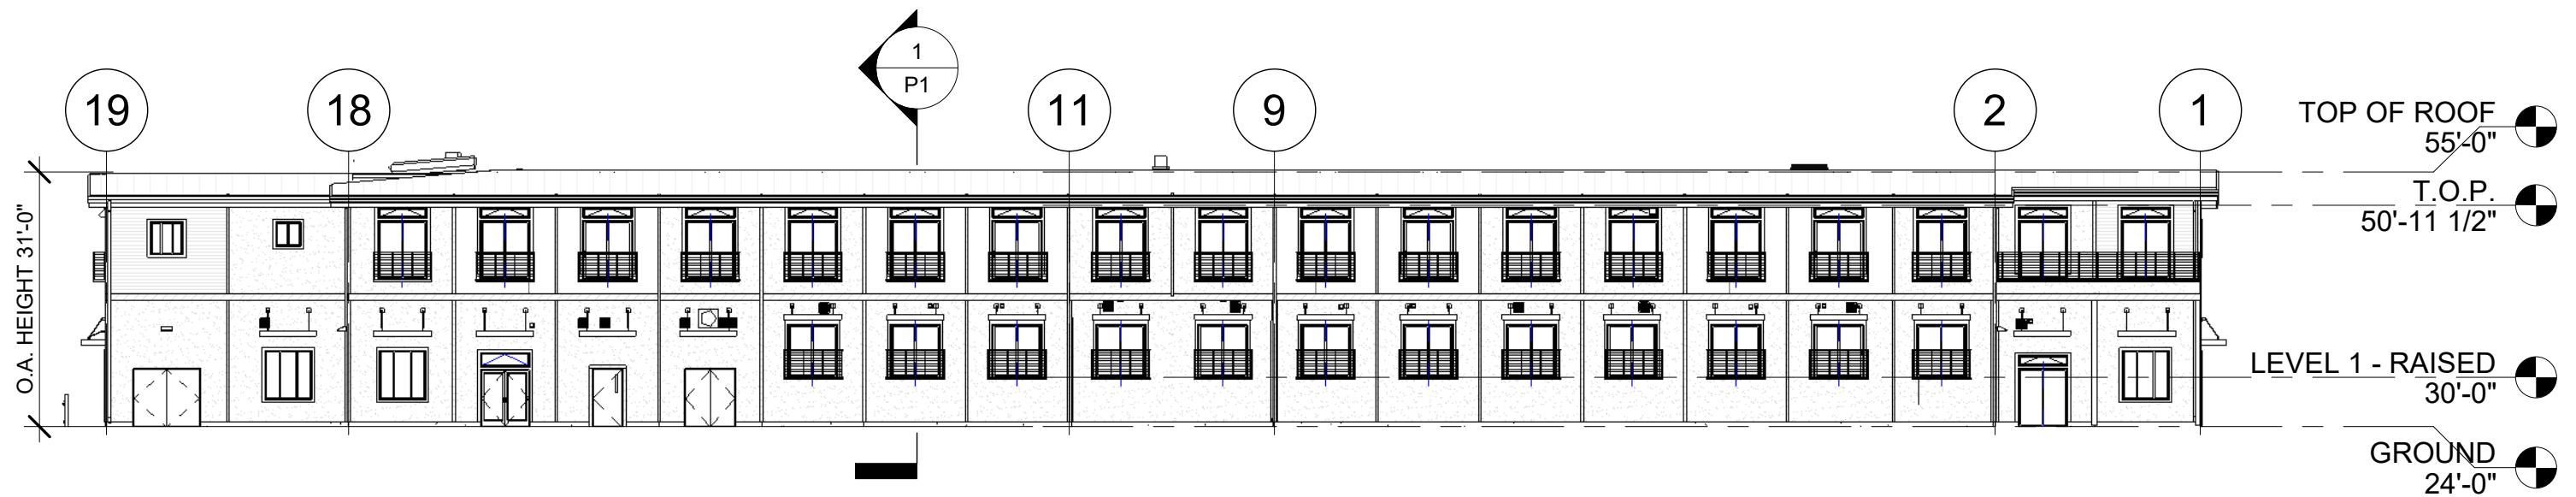 1
P1
19
18
11
9
2
1
TOP OF ROOF
55'-0"
T.O.P.
50'-11 1/2"
O.A. HEIGHT 31'-0"
LEVEL 1 - RAISED
30'-0"
GROUND
24'-0"